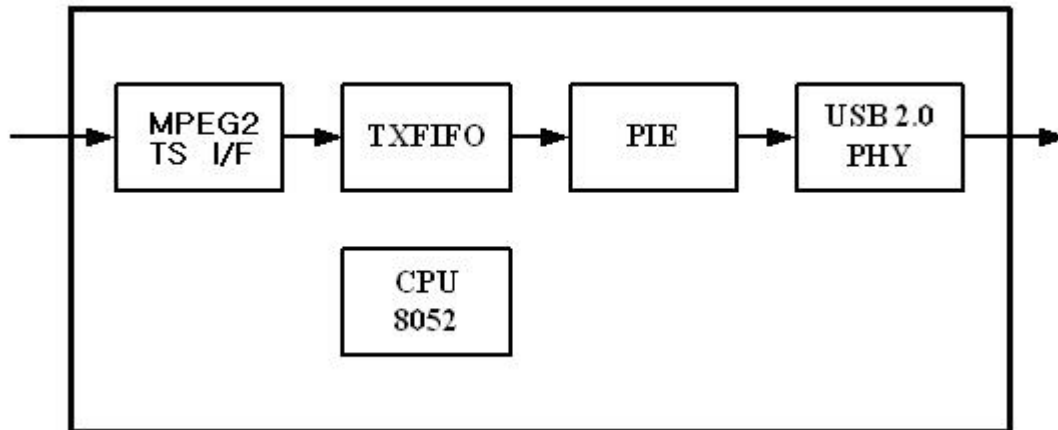 MPEG2
TS I/F
TXFIFO
PIE
USB 2.0
PHY
CPU
8052